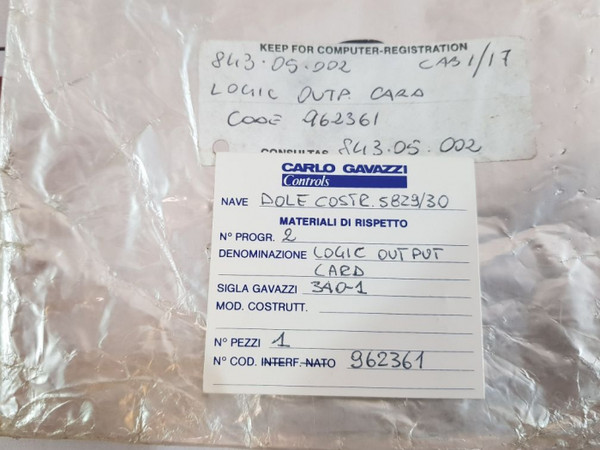 KEEP FOR COMPUTER-REGISTRATION
843.05.002 CAB 1/17
LOGIC OUTP. CARD
CODE 962361
CONSULTAS 843.05.002
CARLO GAVAZZI
Controls
NAVE DOLE COSTR. 5829/30
MATERIALI DI RISPETTO
N° PROGR. 2
DENOMINAZIONE LOGIC OUTPUT
CARD
SIGLA GAVAZZI 340-1
MOD. COSTRUTT.
N° PEZZI 1
N° COD. INTERF. NATO 962361